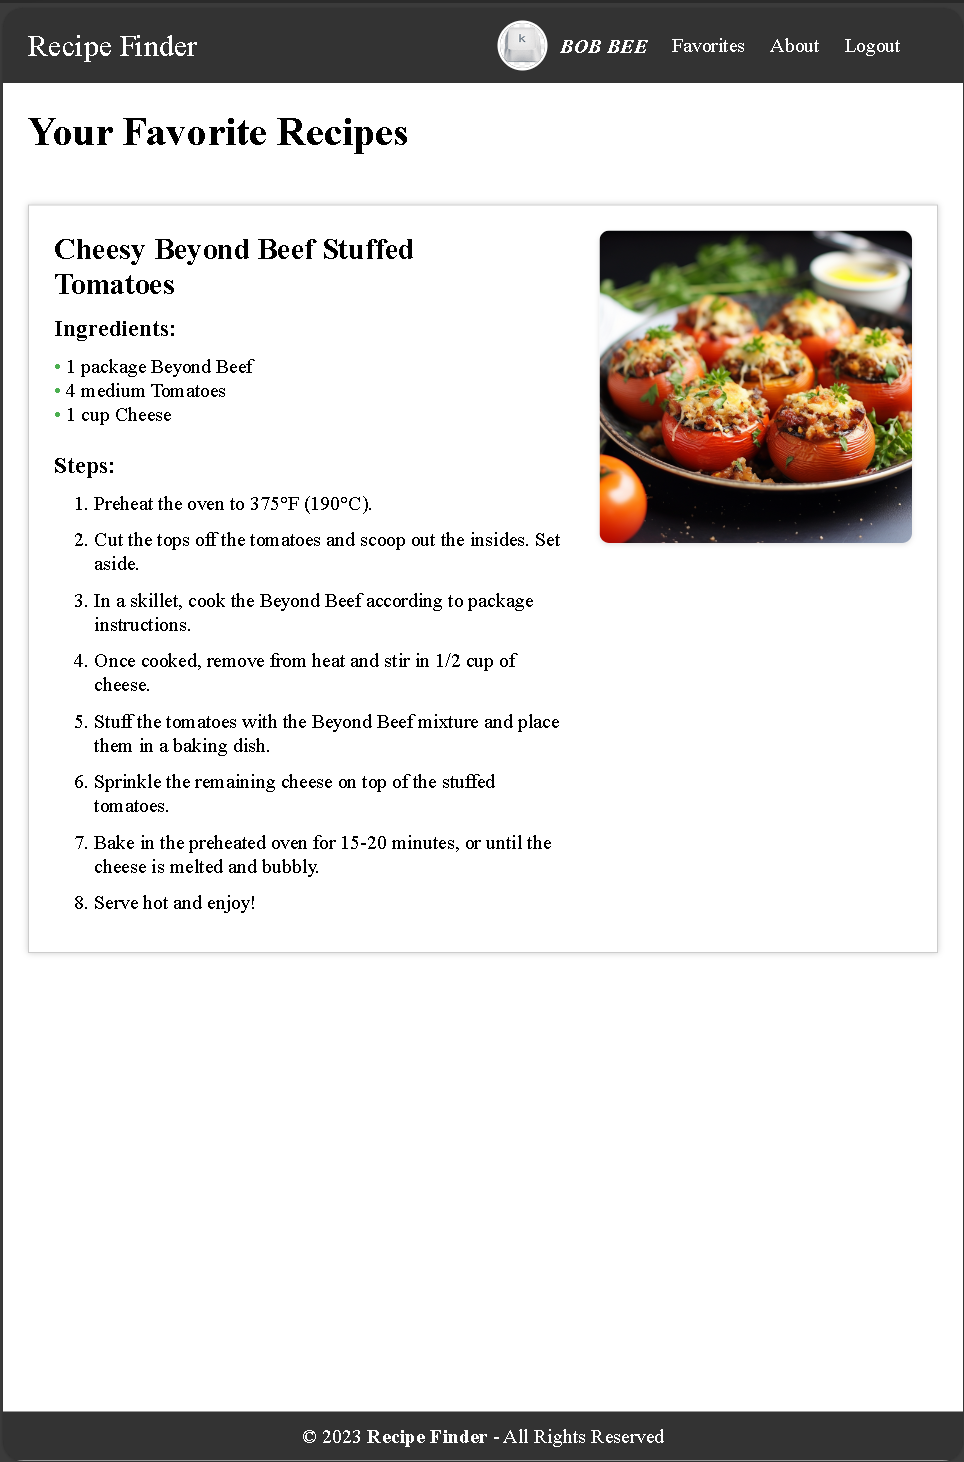 Recipe Finder
k
BOB BEE
Favorites
About
Logout
Your Favorite Recipes
Cheesy Beyond Beef Stuffed
Tomatoes
Ingredients:
• 1 package Beyond Beef
• 4 medium Tomatoes
• 1 cup Cheese
Steps:
1. Preheat the oven to 375°F (190°C).
2. Cut the tops off the tomatoes and scoop out the insides. Set
aside.
3. In a skillet, cook the Beyond Beef according to package
instructions.
4. Once cooked, remove from heat and stir in 1/2 cup of
cheese.
5. Stuff the tomatoes with the Beyond Beef mixture and place
them in a baking dish.
6. Sprinkle the remaining cheese on top of the stuffed
tomatoes.
7. Bake in the preheated oven for 15-20 minutes, or until the
cheese is melted and bubbly.
8. Serve hot and enjoy!
© 2023 Recipe Finder - All Rights Reserved